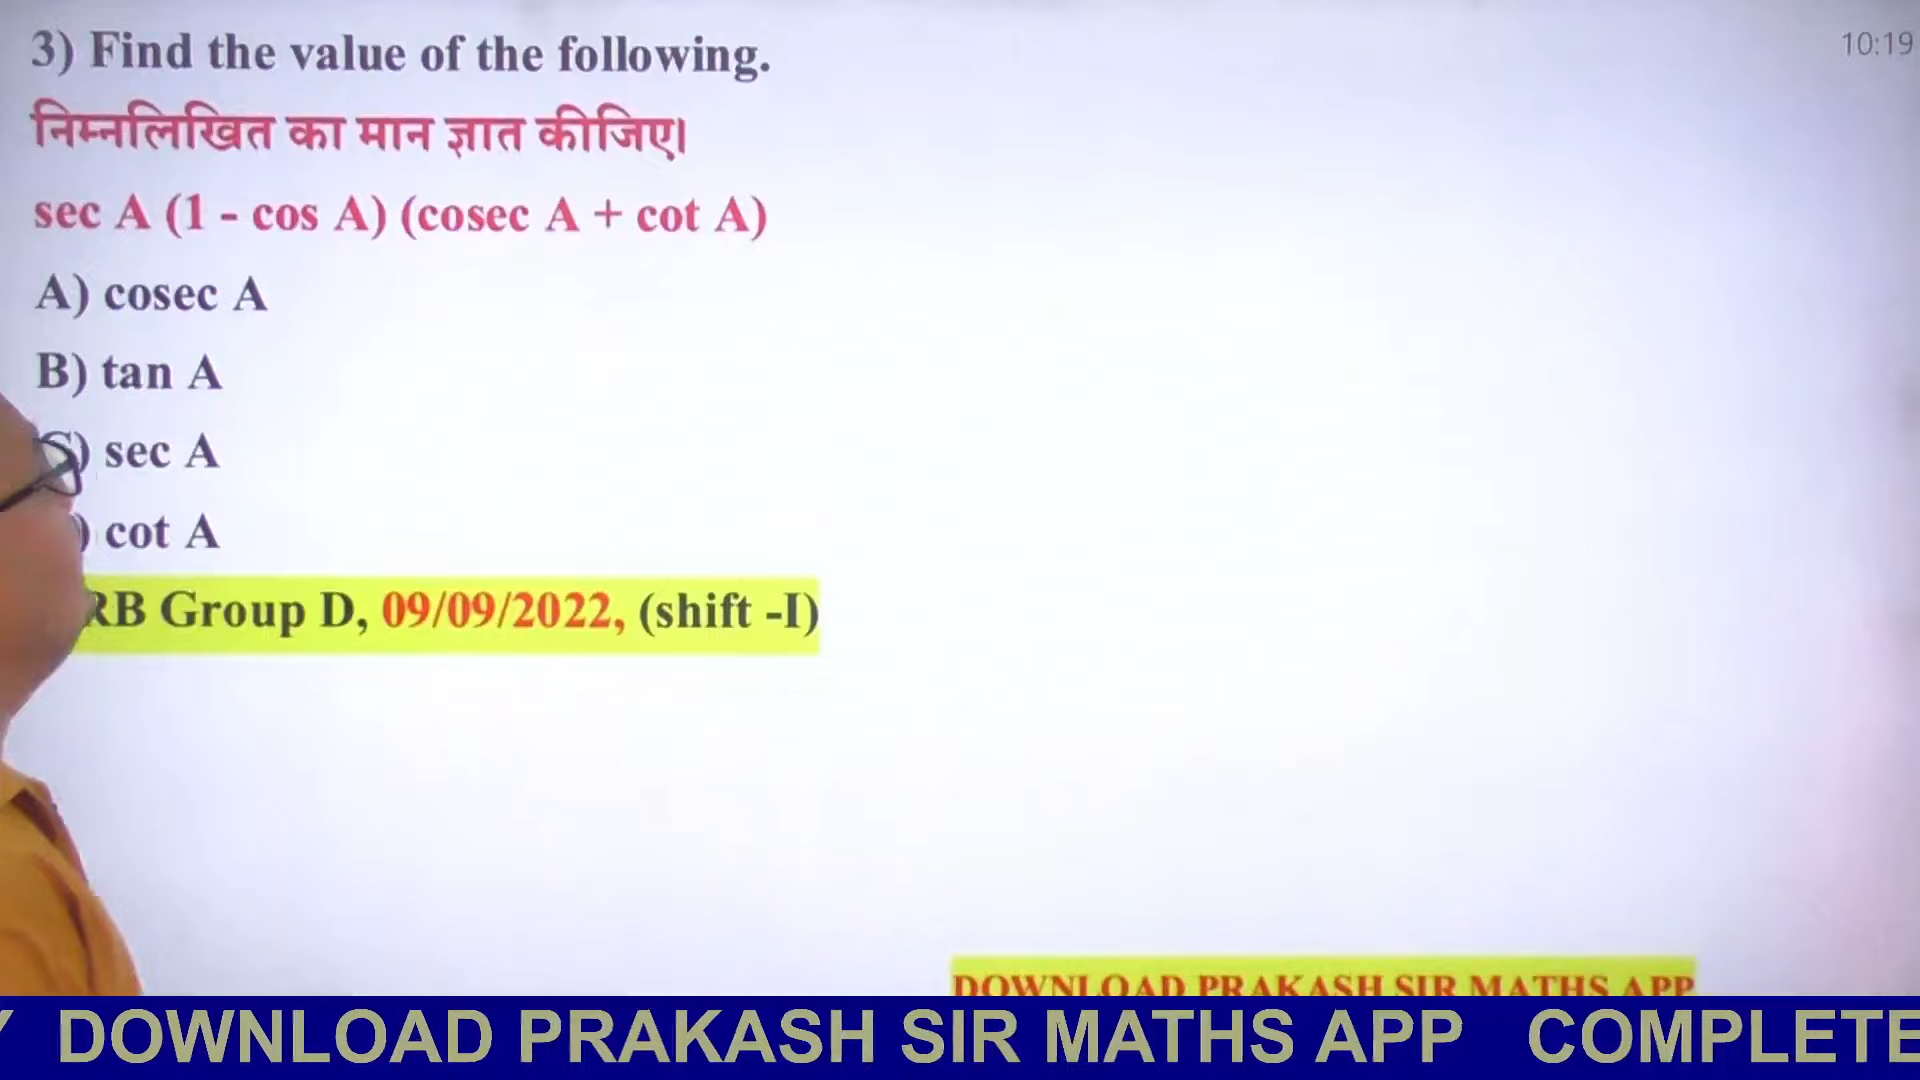 3) Find the value of the following.
10:19
निम्नलिखित का मान ज्ञात कीजिए।
sec A (1 - cos A) (cosec A + cot A)
A) cosec A
B) tan A
C) sec A
) cot A
RB Group D, 09/09/2022, (shift -I)
DOWNLOAD PRAKASH SIR MATHS APP
DOWNLOAD PRAKASH SIR MATHS APP COMPLETE